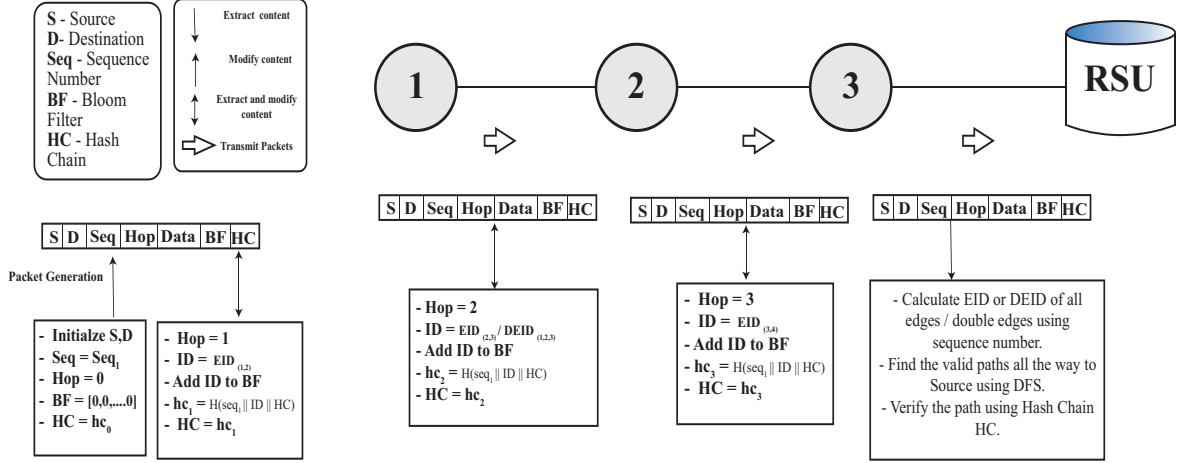 S - Source
D- Destination
Seq - Sequence
Number
BF - Bloom
Filter
HC - Hash
Chain
Extract content
Modify content
Extract and modify
content
Transmit Packets
1
2
3
RSU
S D Seq Hop Data BF HC
Packet Generation
- Initialze S,D
- Seq = Seq1
- Hop = 0
- BF = [0,0,....0]
- HC = hc0
- Hop = 1
- ID = EID (1,2)
- Add ID to BF
- hc1 = H(seq1 || ID || HC)
- HC = hc1
S D Seq Hop Data BF HC
- Hop = 2
- ID = EID (2,3) / DEID (1,2,3)
- Add ID to BF
- hc2 = H(seq1 || ID || HC)
- HC = hc2
S D Seq Hop Data BF HC
- Hop = 3
- ID = EID (3,4)
- Add ID to BF
- hc3 = H(seq1 || ID || HC)
- HC = hc3
S D Seq Hop Data BF HC
- Calculate EID or DEID of all
edges / double edges using
sequence number.
- Find the valid paths all the way to
Source using DFS.
- Verify the path using Hash Chain
HC.